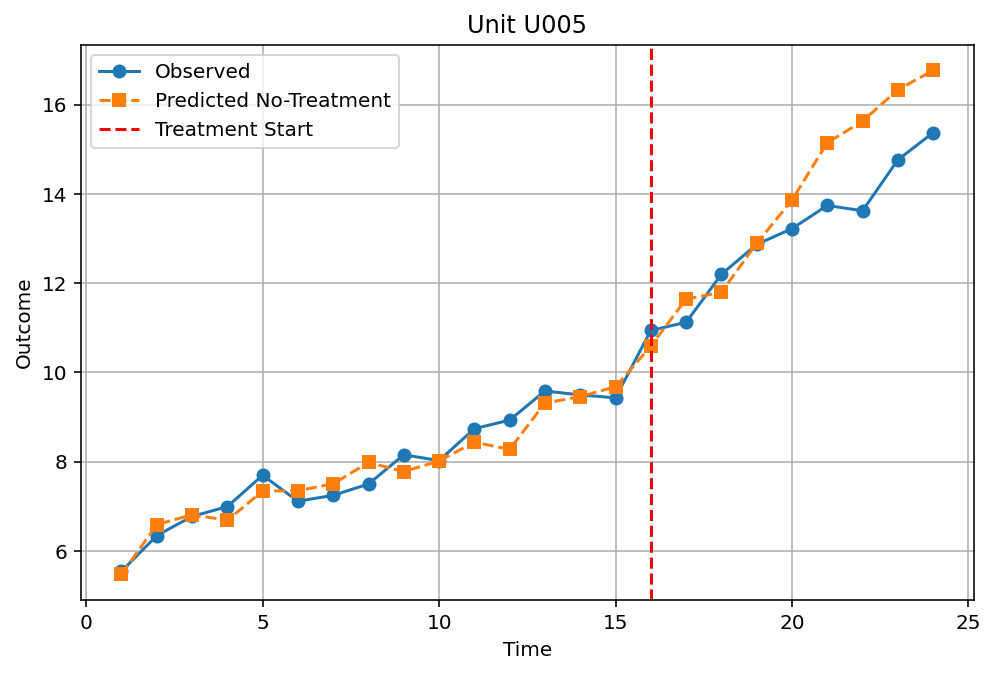 Unit U005
Observed
Predicted No-Treatment
Treatment Start
Outcome
16
14
12
10
8
6
0 5 10 15 20 25
Time